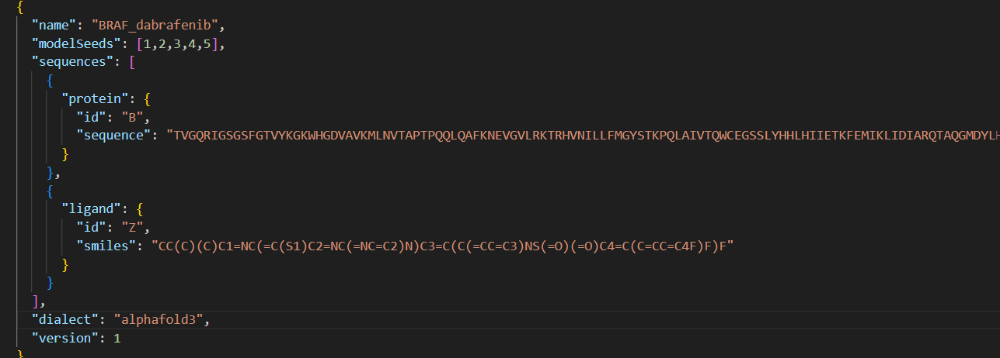 {
"name": "BRAF_dabrafenib",
"modelSeeds": [1,2,3,4,5],
"sequences": [
{
"protein": {
"id": "B",
"sequence": "TVGQRIGSGSFGTVYKGKWHGDVAVKMLNVTAPTPQQLQAFKNEVGVLRKTRHVNILLFMGYSTKPQLAIVTQWCEGSSLYHHLHIIETKFEMIKLIDIARQTAQGMDYLH
}
},
{
"ligand": {
"id": "Z",
"smiles": "CC(C)(C)C1=NC(=C(S1)C2=NC(=NC=C2)N)C3=C(C(=CC=C3)NS(=O)(=O)C4=C(C=CC=C4F)F)F"
}
}
],
"dialect": "alphafold3",
"version": 1
}